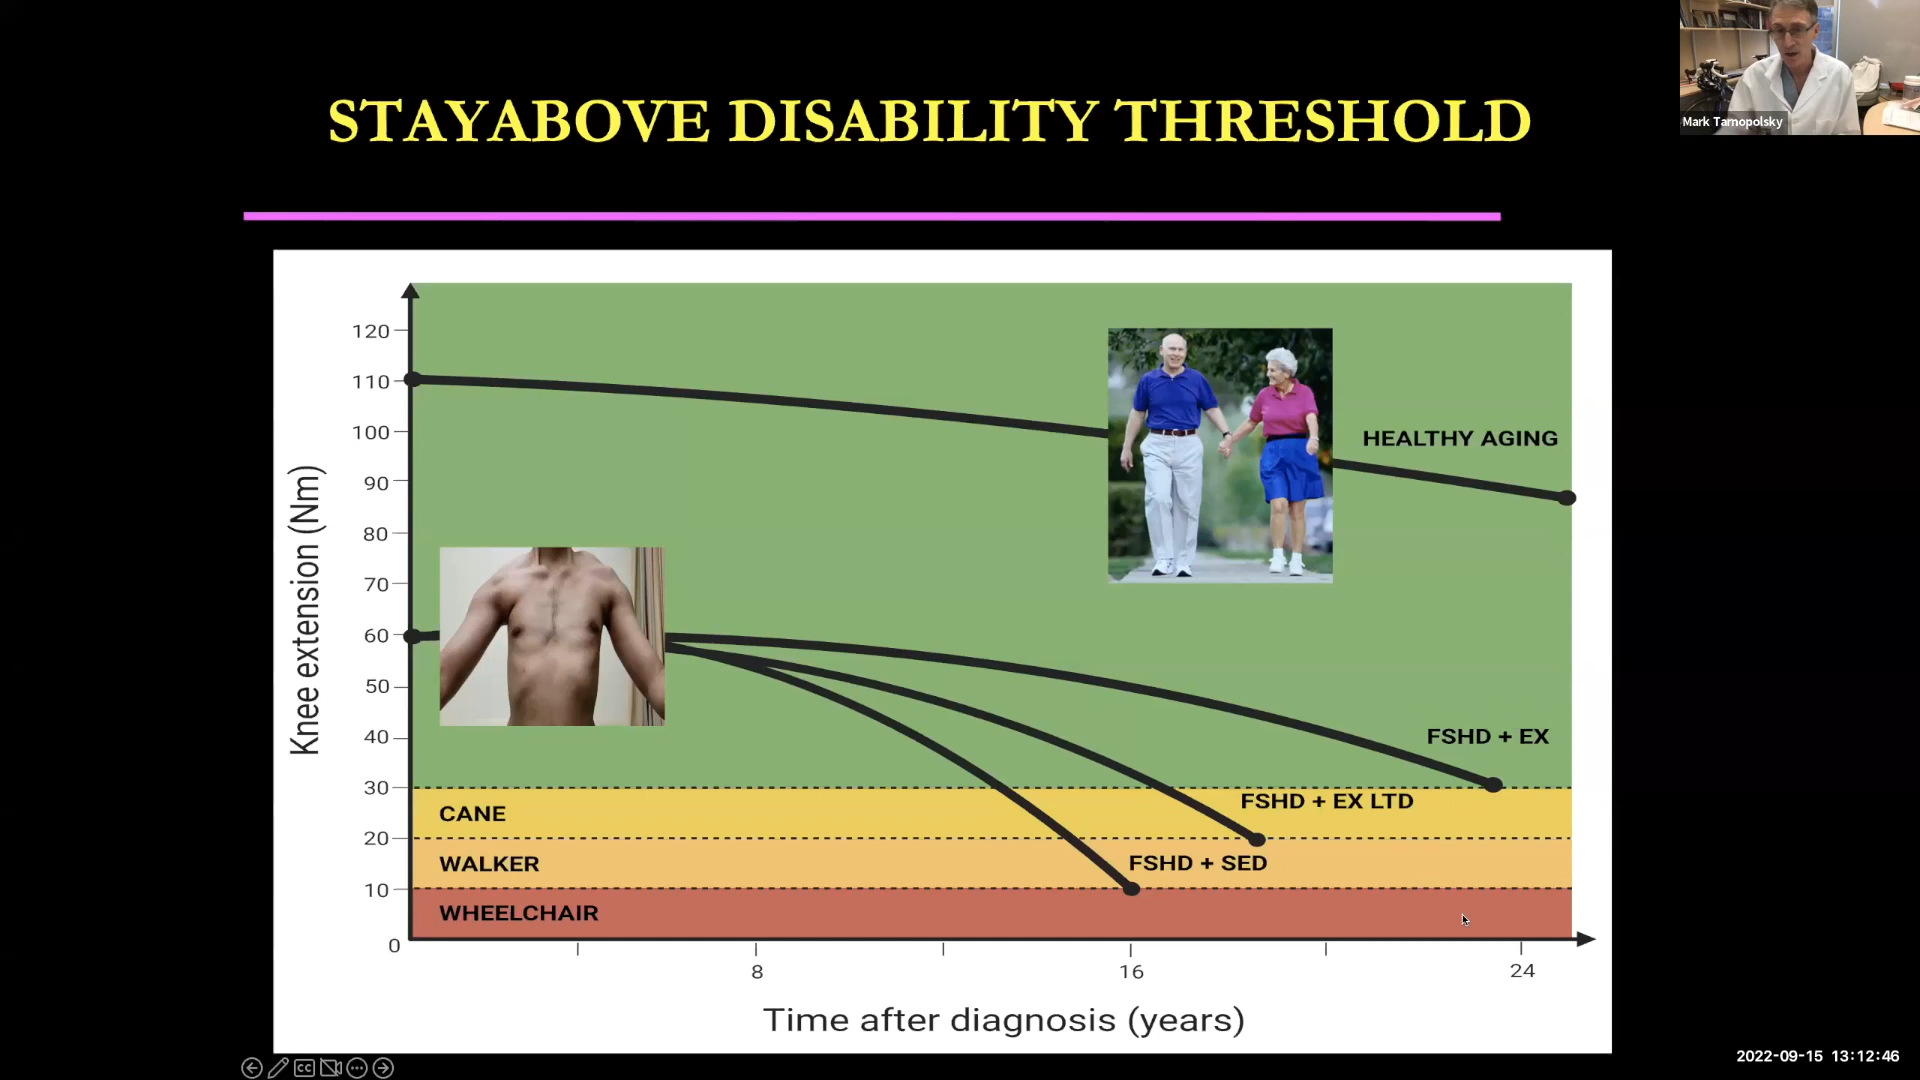 STAYABOVE DISABILITY THRESHOLD
Mark Tarnopolsky
Knee extension (Nm)
120
110
100
90
80
70
60
50
40
30
20
10
0
HEALTHY AGING
FSHD + EX
FSHD + EX LTD
FSHD + SED
CANE
WALKER
WHEELCHAIR
8
16
24
Time after diagnosis (years)
CC
2022-09-15 13:12:46